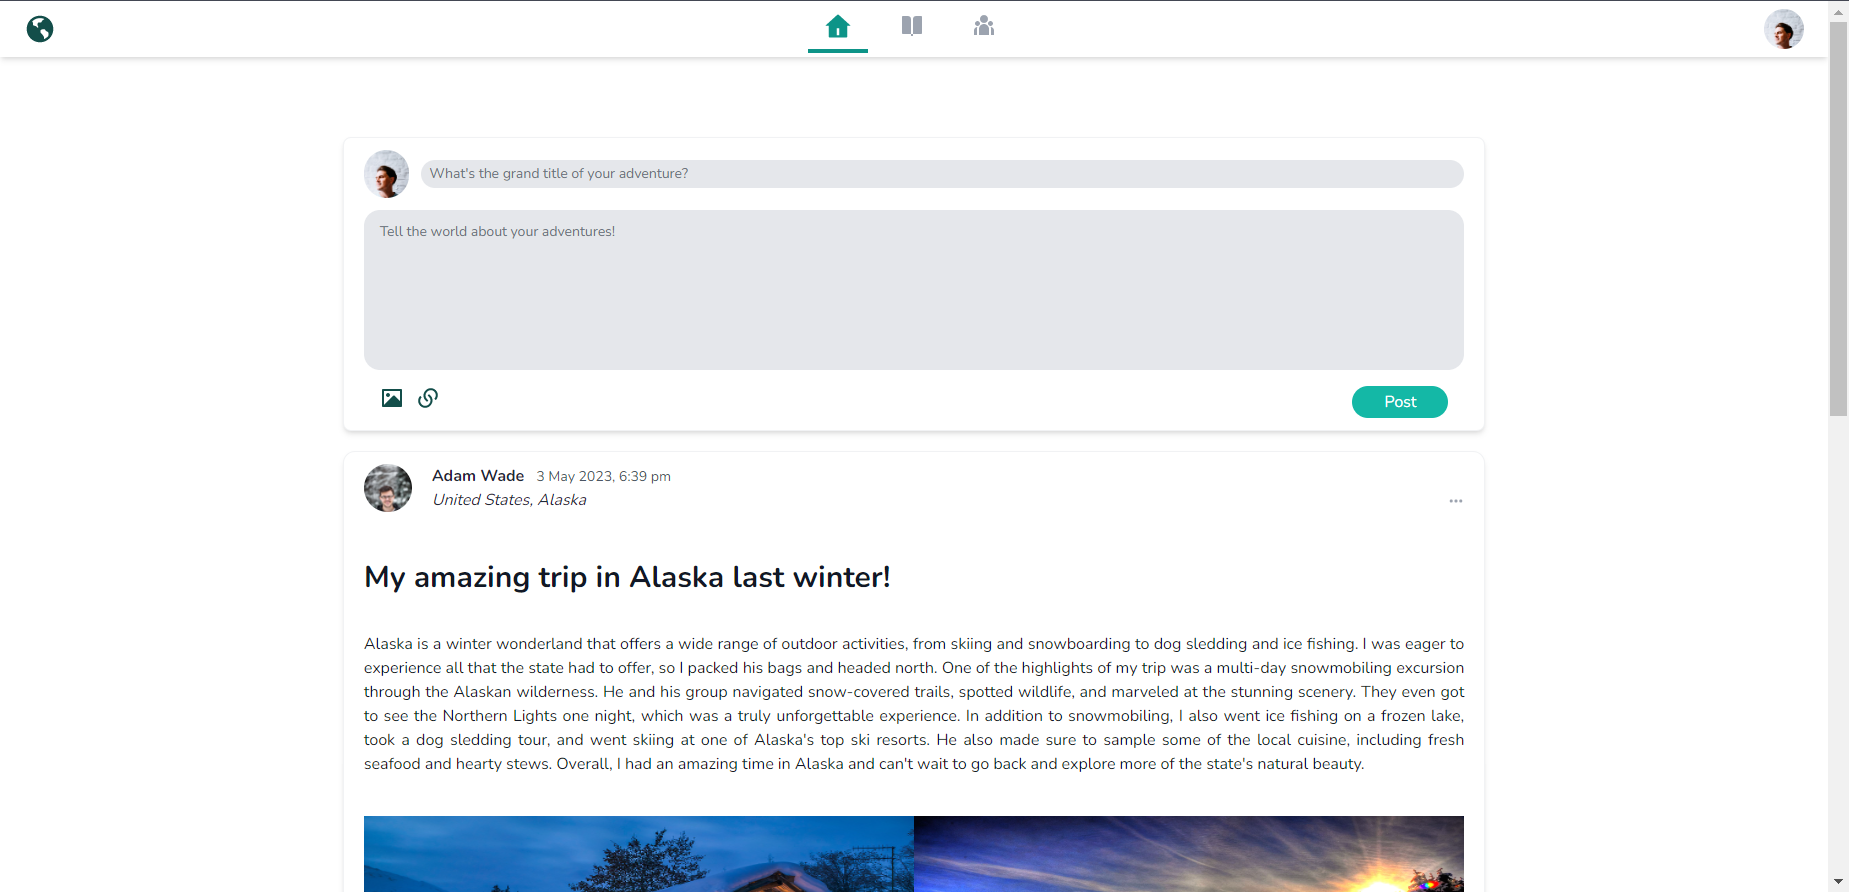 What's the grand title of your adventure?
Tell the world about your adventures!
Post
Adam Wade 3 May 2023, 6:39 pm
United States, Alaska
My amazing trip in Alaska last winter!
Alaska is a winter wonderland that offers a wide range of outdoor activities, from skiing and snowboarding to dog sledding and ice fishing. I was eager to
experience all that the state had to offer, so I packed his bags and headed north. One of the highlights of my trip was a multi-day snowmobiling excursion
through the Alaskan wilderness. He and his group navigated snow-covered trails, spotted wildlife, and marveled at the stunning scenery. They even got
to see the Northern Lights one night, which was a truly unforgettable experience. In addition to snowmobiling, I also went ice fishing on a frozen lake,
took a dog sledding tour, and went skiing at one of Alaska's top ski resorts. He also made sure to sample some of the local cuisine, including fresh
seafood and hearty stews. Overall, I had an amazing time in Alaska and can't wait to go back and explore more of the state's natural beauty.